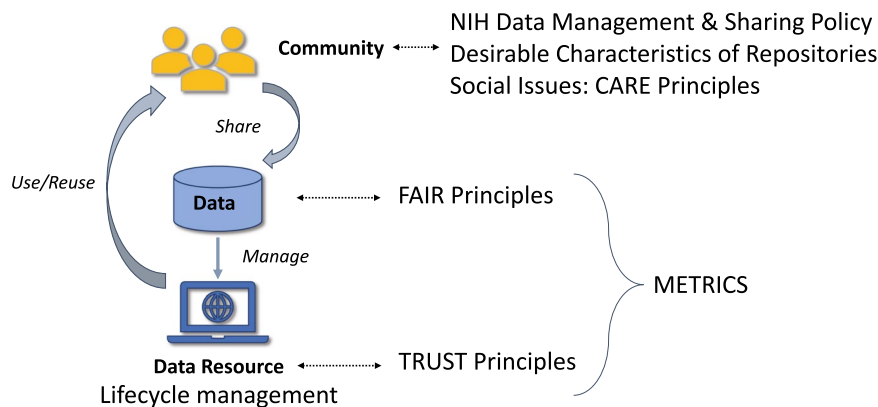 Community
NIH Data Management & Sharing Policy
Desirable Characteristics of Repositories
Social Issues: CARE Principles
Share
Use/Reuse
Data
FAIR Principles
Manage
METRICS
Data Resource
TRUST Principles
Lifecycle management